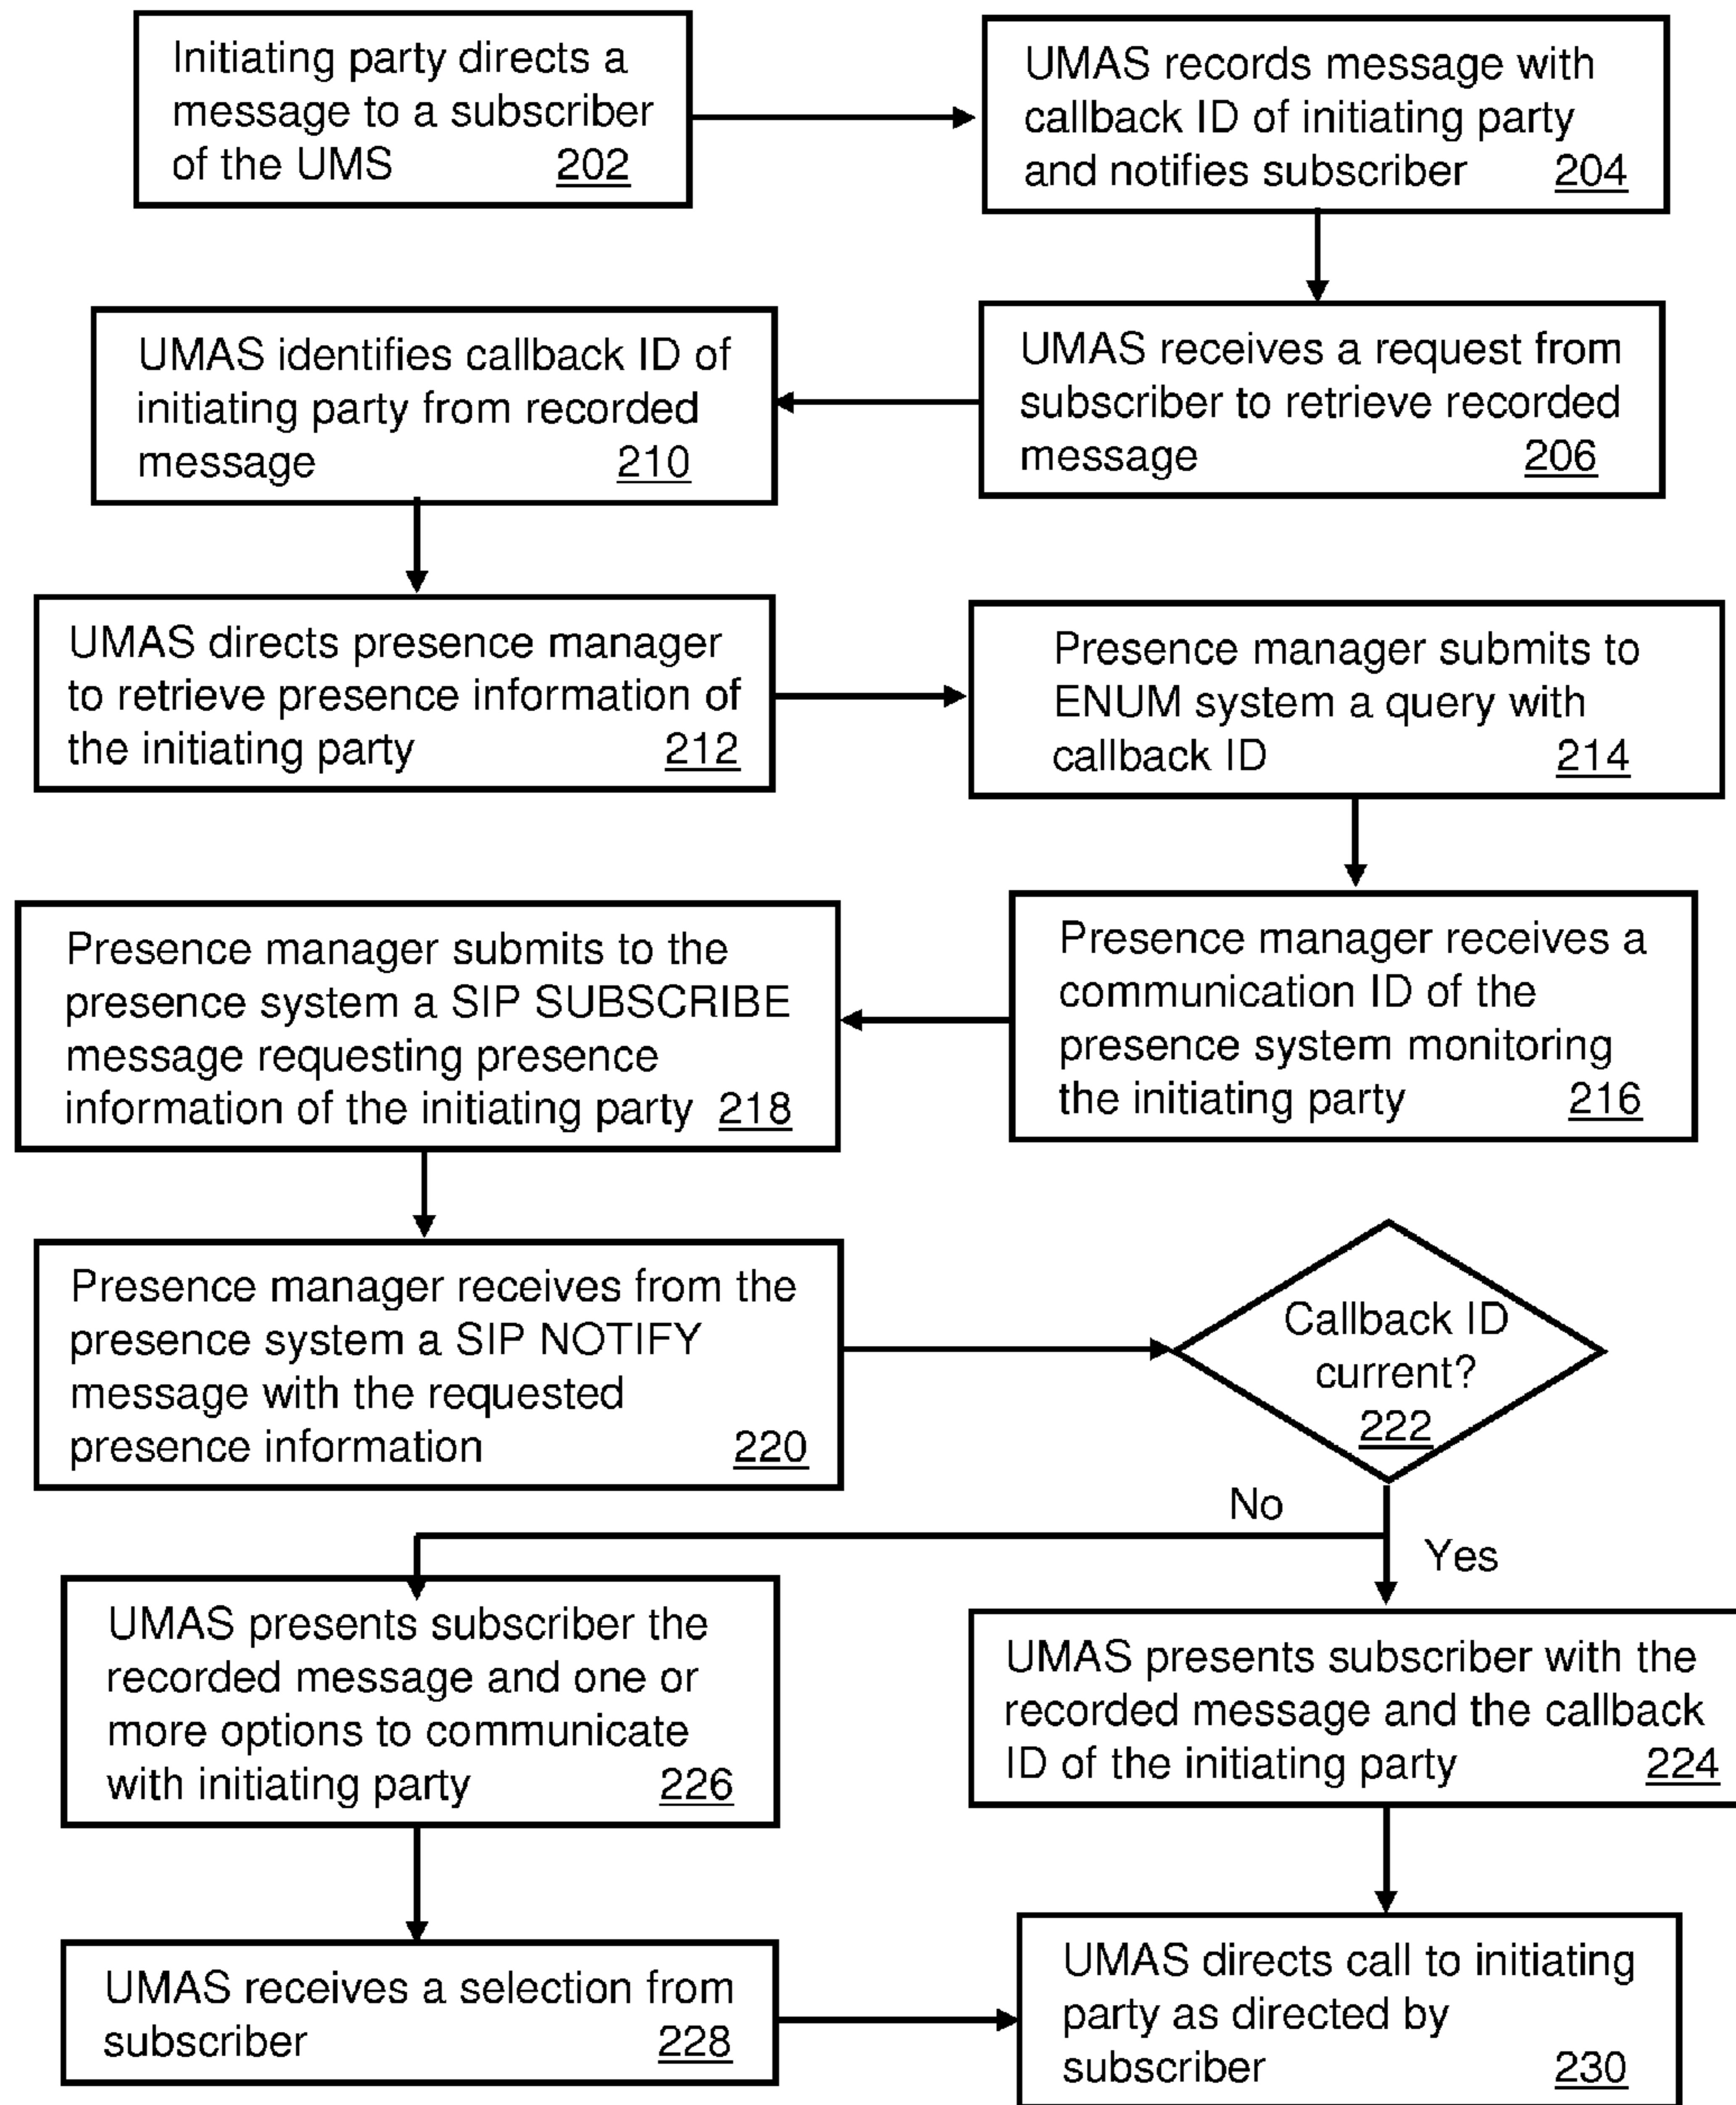 Initiating party directs a
message to a subscriber
of the UMS 202
UMAS records message with
callback ID of initiating party
and notifies subscriber 204
UMAS receives a request from
subscriber to retrieve recorded
message 206
UMAS identifies callback ID of
initiating party from recorded
message 210
UMAS directs presence manager
to retrieve presence information of
the initiating party 212
Presence manager submits to
ENUM system a query with
callback ID 214
Presence manager receives a
communication ID of the
presence system monitoring
the initiating party 216
Presence manager submits to the
presence system a SIP SUBSCRIBE
message requesting presence
information of the initiating party 218
Presence manager receives from the
presence system a SIP NOTIFY
message with the requested
presence information 220
Callback ID
current?
222
No
Yes
UMAS presents subscriber the
recorded message and one or
more options to communicate
with initiating party 226
UMAS presents subscriber with the
recorded message and the callback
ID of the initiating party 224
UMAS receives a selection from
subscriber 228
UMAS directs call to initiating
party as directed by
subscriber 230